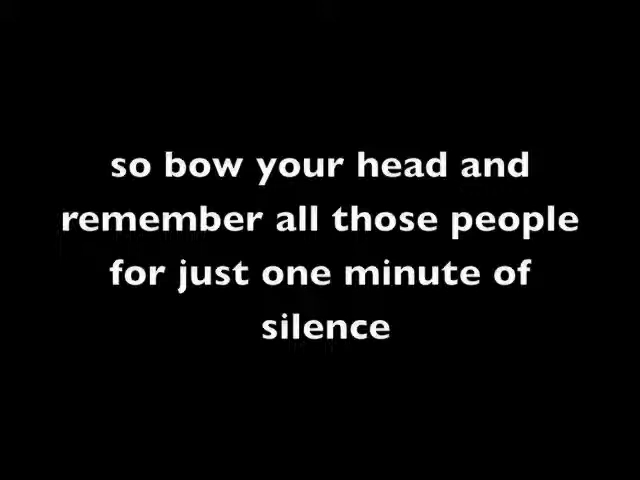 so bow your head and
remember all those people
for just one minute of
silence